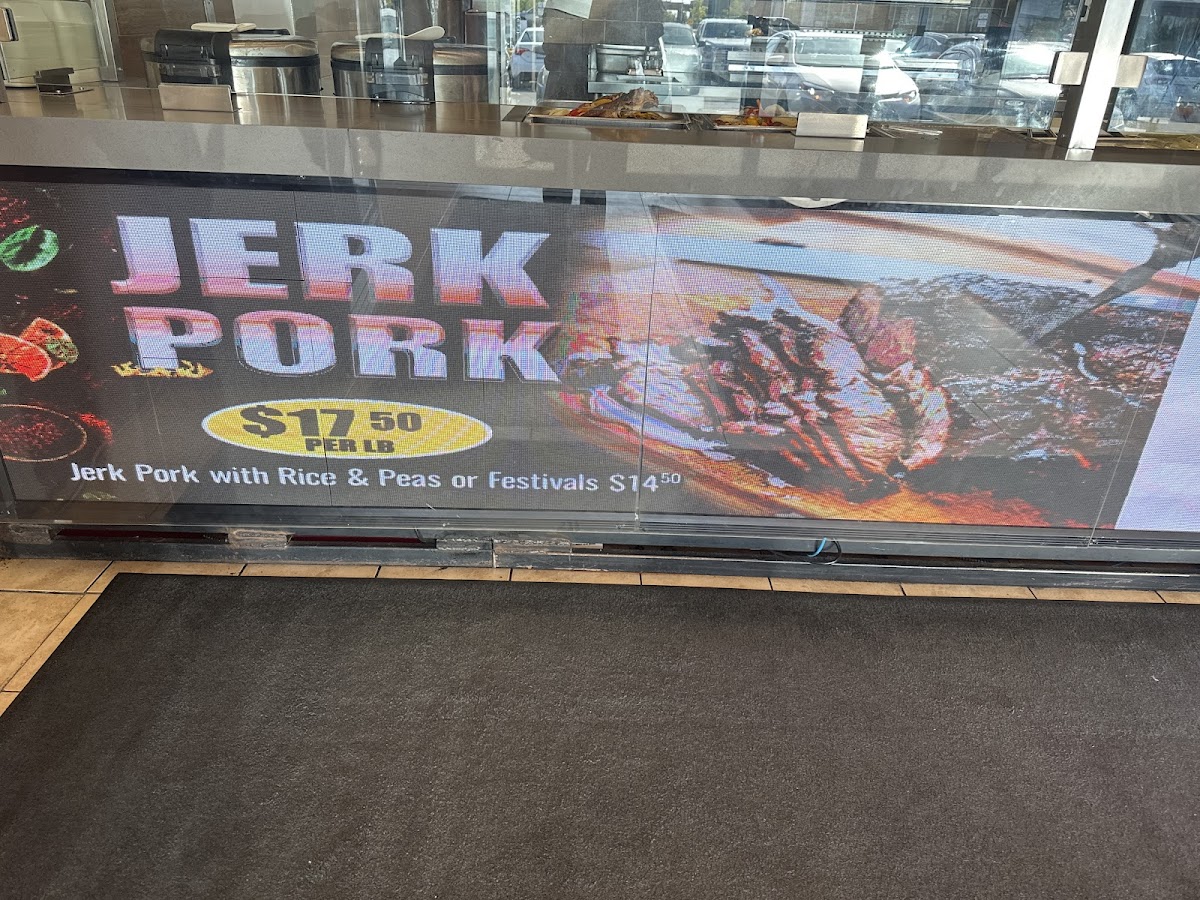 JERK
PORK
$17 50
PER LB
Jerk Pork with Rice & Peas or Festivals $14 50